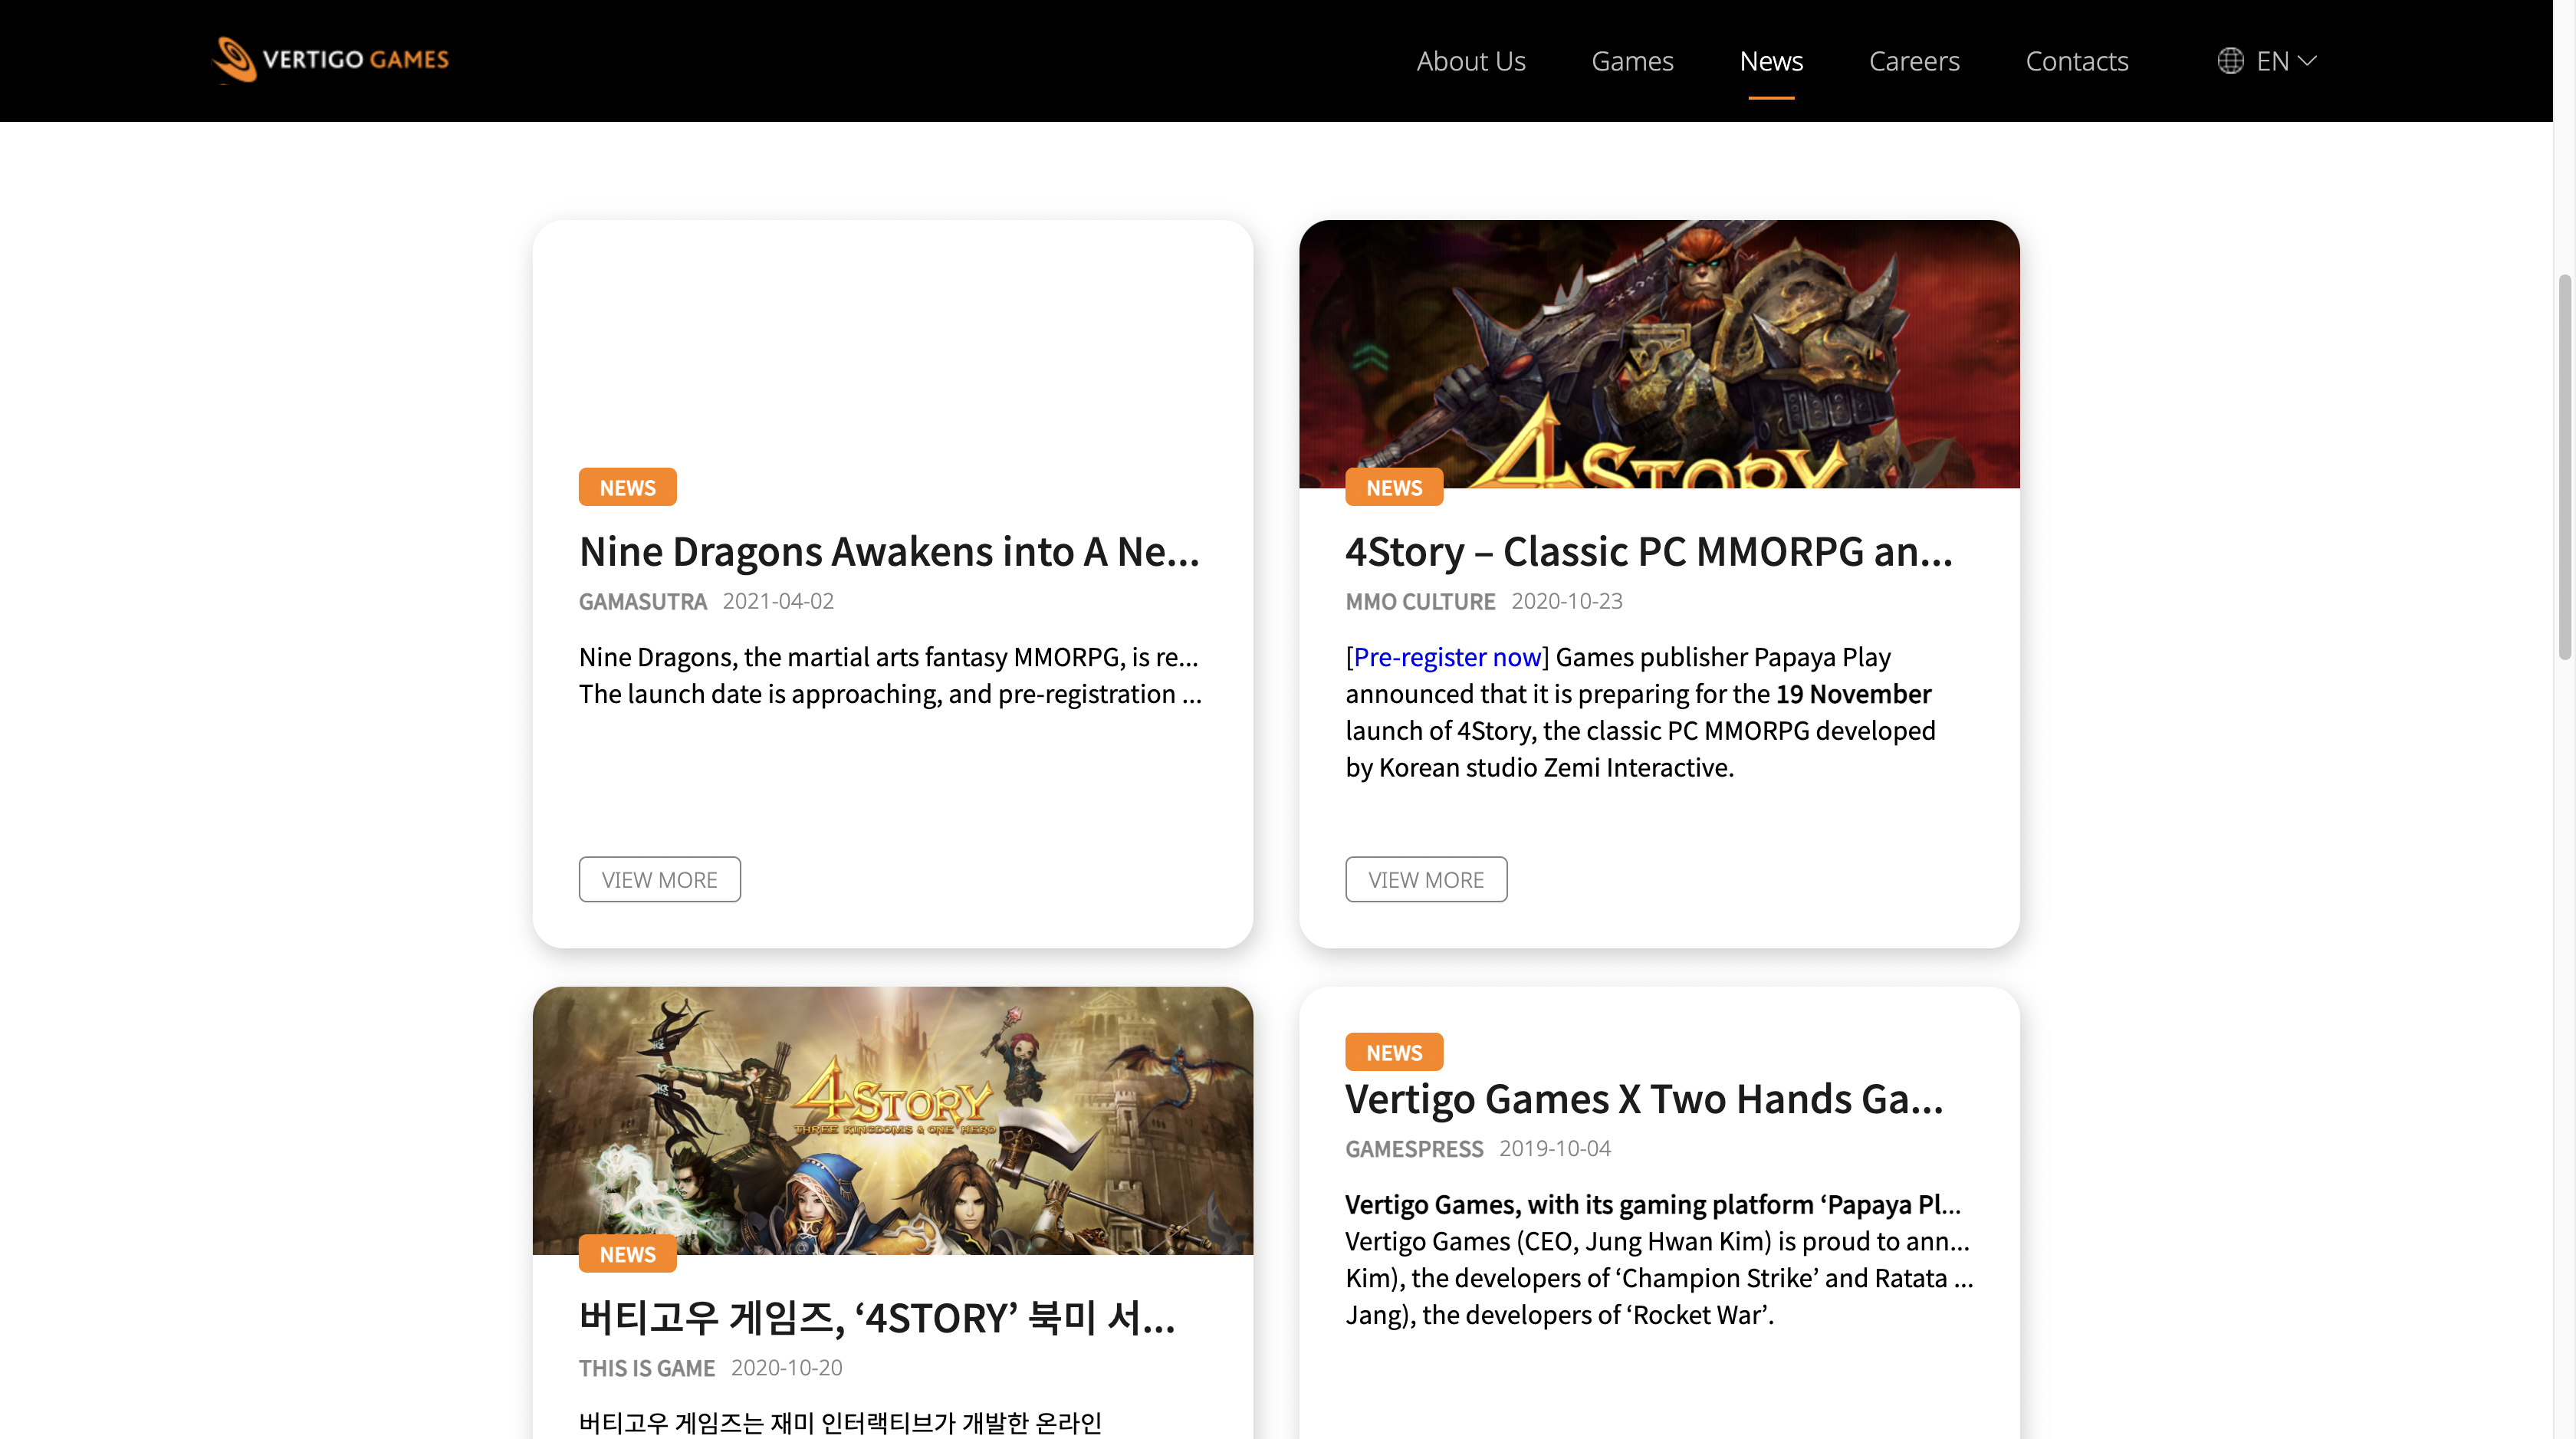 VERTIGO GAMES
About Us
Games
News
Careers
Contacts
EN
NEWS
Nine Dragons Awakens into A Ne...
GAMASUTRA 2021-04-02
Nine Dragons, the martial arts fantasy MMORPG, is re...
The launch date is approaching, and pre-registration ...
VIEW MORE
4STORY
NEWS
4Story – Classic PC MMORPG an...
MMO CULTURE 2020-10-23
[Pre-register now] Games publisher Papaya Play
announced that it is preparing for the 19 November
launch of 4Story, the classic PC MMORPG developed
by Korean studio Zemi Interactive.
VIEW MORE
4STORY
THREE KINGDOMS & ONE HERO
NEWS
버티고우 게임즈, ‘4STORY’ 북미 서...
THIS IS GAME 2020-10-20
버티고우 게임즈는 재미 인터랙티브가 개발한 온라인
NEWS
Vertigo Games X Two Hands Ga...
GAMESPRESS 2019-10-04
Vertigo Games, with its gaming platform ‘Papaya Pl...
Vertigo Games (CEO, Jung Hwan Kim) is proud to ann...
Kim), the developers of ‘Champion Strike’ and Ratata ...
Jang), the developers of ‘Rocket War’.